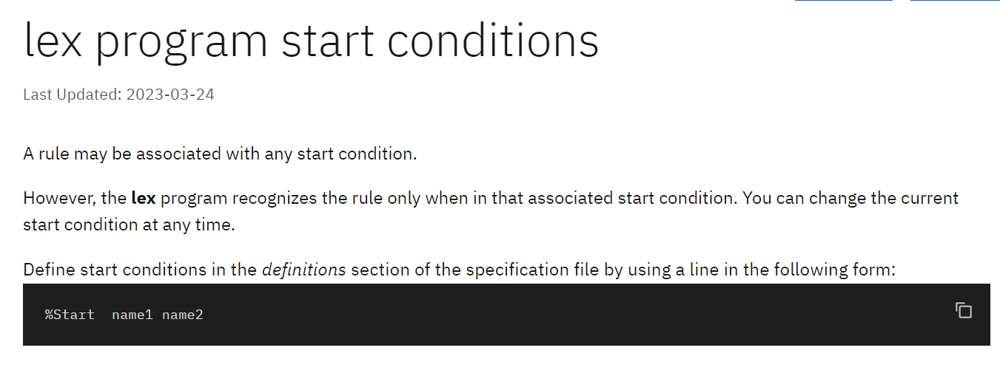 lex program start conditions
Last Updated: 2023-03-24
A rule may be associated with any start condition.
However, the lex program recognizes the rule only when in that associated start condition. You can change the current
start condition at any time.
Define start conditions in the definitions section of the specification file by using a line in the following form:
%Start  name1 name2